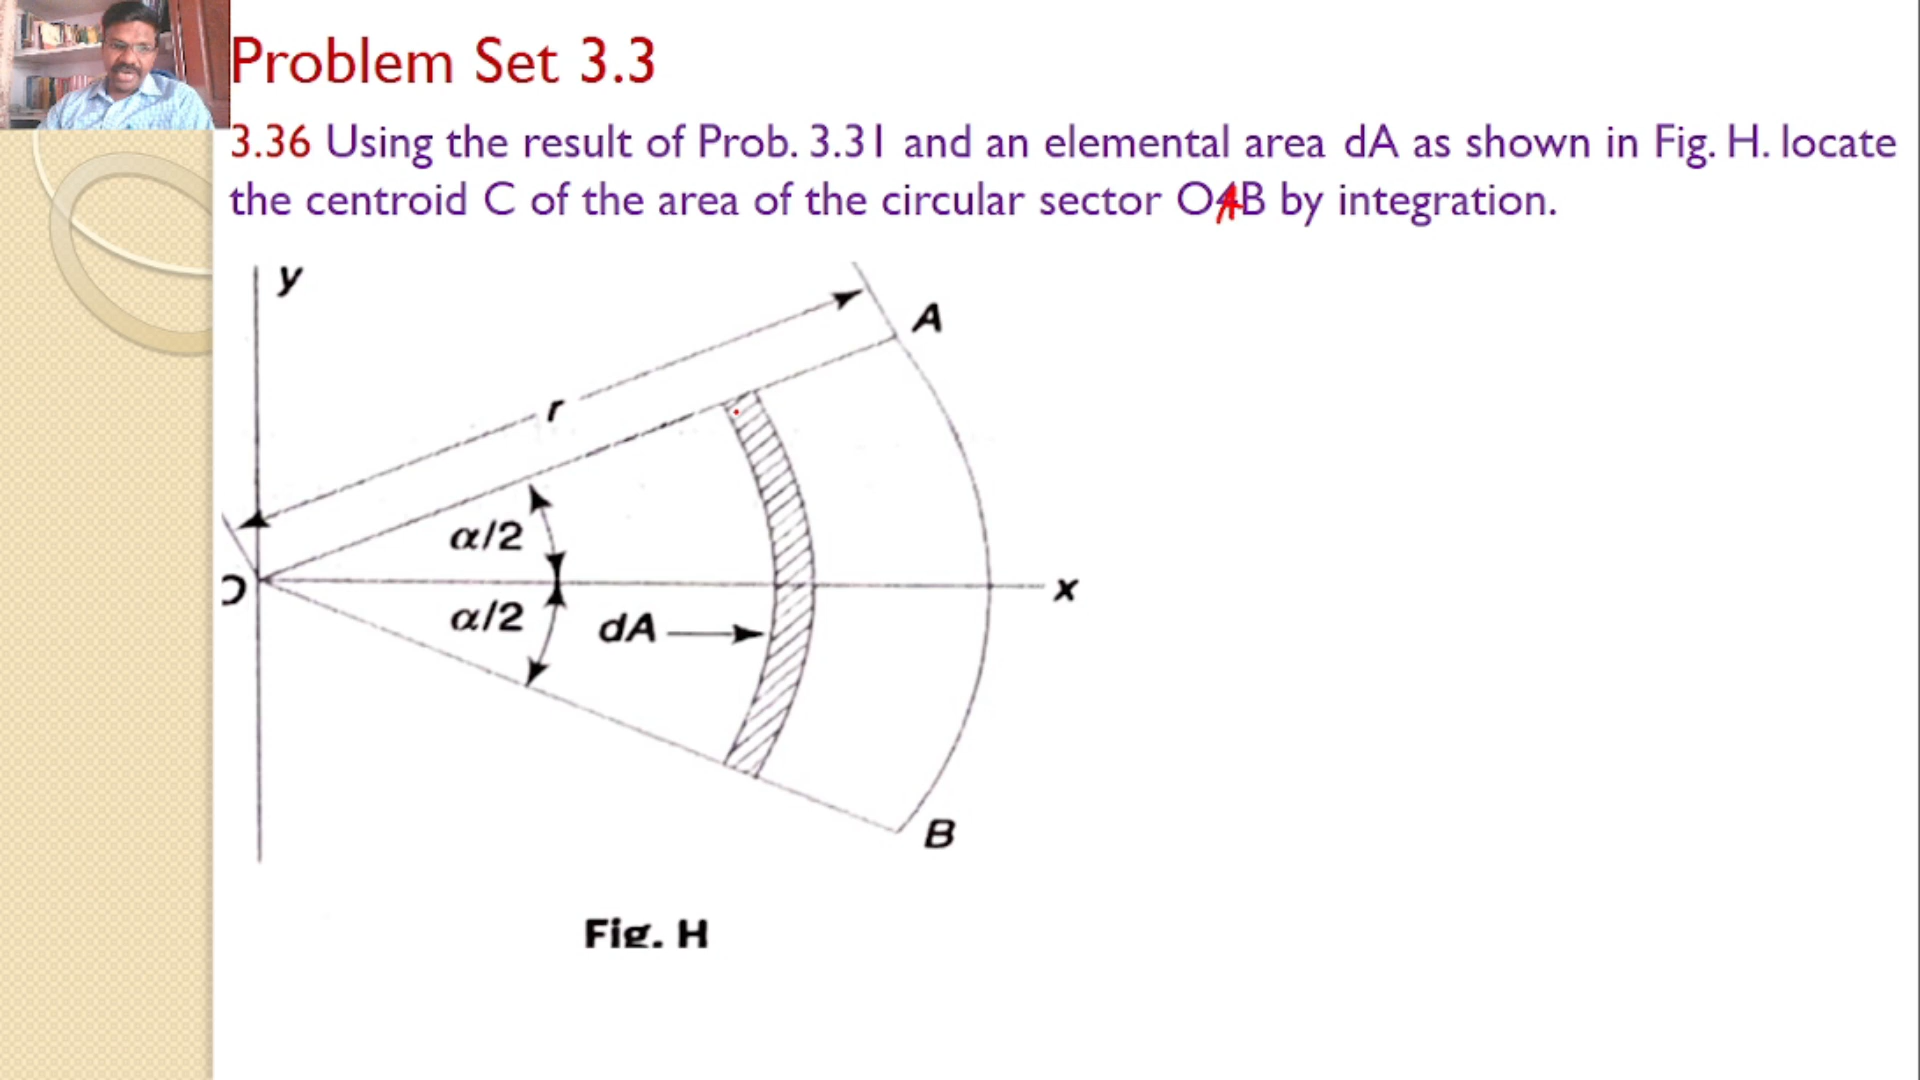 Problem Set 3.3
3.36 Using the result of Prob. 3.31 and an elemental area dA as shown in Fig. H. locate
the centroid C of the area of the circular sector OAB by integration.
y
A
r
α/2
O
x
α/2
dA
B
Fig. H